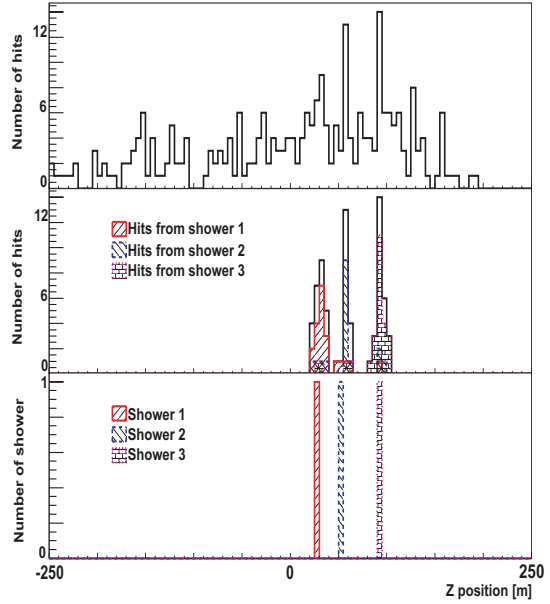 Number of hits
12
6
0
Number of hits
12
6
0
Hits from shower 1
Hits from shower 2
Hits from shower 3
Number of shower
1
0
Shower 1
Shower 2
Shower 3
-250
0
250
Z position [m]